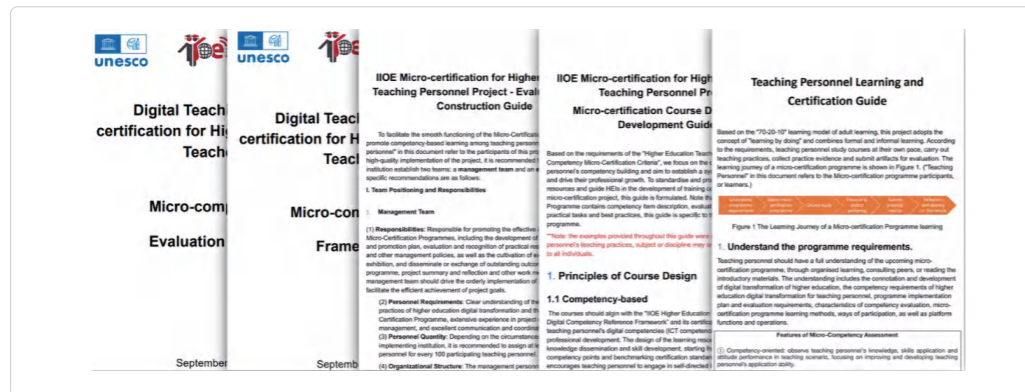 unesco
Digital Teach
certification for Hig
Teach
Micro-comp
Evaluation
September
unesco
Digital Teach
certification for H
Teach
Micro-com
Frame
Septemb
IIOE Micro-certification for Higher
Teaching Personnel Project - Evalu
Construction Guide
To facilitate the smooth functioning of the Micro-Certificati
promote competency-based learning among teaching personn
personnel" in this document refer to the participants of this pro
high-quality implementation of the project, it is recommended t
institution establish two teams: a management team and an e
specific recommendations are as follows:
I. Team Positioning and Responsibilities
Management Team
(1) Responsibilities: Responsible for promoting the effective
Micro-Certification Programmes, including the development of
and promotion plan, evaluation and recognition of practical res
and other management policies, as well as the cultivation of e
exhibition, and disseminate or exchange of outstanding outcom
programme, project summary and reflection and other work m
management team should drive the orderly implementation of
facilitate the efficient achievement of project goals.
(2) Personnel Requirements: Clear understanding of the
practices of higher education digital transformation and th
Certification Programme, extensive experience in project
management, and excellent communication and coordinat
(3) Personnel Quantity: Depending on the circumstance
implementing institution, it is recommended to assign at le
personnel for every 100 participating teaching personnel.
(4) Organizational Structure: The management personn
IIOE Micro-certification for High
Teaching Personnel Pr
Micro-certification Course D
Development Guide
Based on the requirements of the "Higher Education Teach
Competency Micro-Certification Criteria", we focus on the c
personnel's competency building and aim to establish a sy
and drive their professional growth. To standardise and pro
resources and guide HEIs in the development of training co
micro-certification project, this guide is formulated. Note tha
Programme contains competency item description, evaluat
practical tasks and best practices, this guide is specific to t
programme.
**Note: the examples provided throughout this guide were
personnel's teaching practices, subject or discipline may or
to all individuals.
1. Principles of Course Design
1.1 Competency-based
The courses should align with the "IIOE Higher Education
Digital Competency Reference Framework" and its certifica
teaching personnel's digital competencies (ICT competenc
professional development. The design of the learning resou
knowledge dissemination and skill development, starting fr
competency points and benchmarking certification standar
encourages teaching personnel to engage in self-directed l
Teaching Personnel Learning and
Certification Guide
Based on the "70-20-10" learning model of adult learning, this project adopts the
concept of "learning by doing" and combines formal and informal learning. According
to the requirements, teaching personnel study courses at their own pace, carry out
teaching practices, collect practice evidence and submit artifacts for evaluation. The
learning journey of a micro-certification programme is shown in Figure 1. ("Teaching
Personnel" in this document refers to the Micro-certification programme participants,
or learners.)
Figure 1 The Learning Journey of a Micro-certification Porgramme learning
1. Understand the programme requirements.
Teaching personnel should have a full understanding of the upcoming micro-
certification programme, through organised learning, consulting peers, or reading the
introductory materials. The understanding includes the connotation and development
of digital transformation of higher education, the competency requirements of higher
education digital transformation for teaching personnel, programme implementation
plan and evaluation requirements, characteristics of competency evaluation, micro-
certification programme learning methods, ways of participation, as well as platform
functions and operations.
Features of Micro-Competency Assessment:
① Competency-oriented: observe teaching personnel's knowledge, skills application and
attitude performance in teaching scenario, focusing on improving and developing teaching
personnel's application ability.